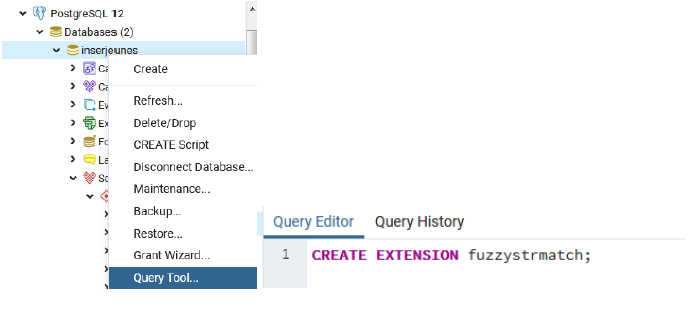 PostgreSQL 12
Databases (2)
inserjeunes
Ca
Create
Ca
Ev
Refresh...
Ex
Delete/Drop
Fo
CREATE Script
La
Disconnect Database...
Sc
Maintenance...
Backup...
Restore...
Grant Wizard...
Query Tool...
Query Editor Query History
1 CREATE EXTENSION fuzzystrmatch;